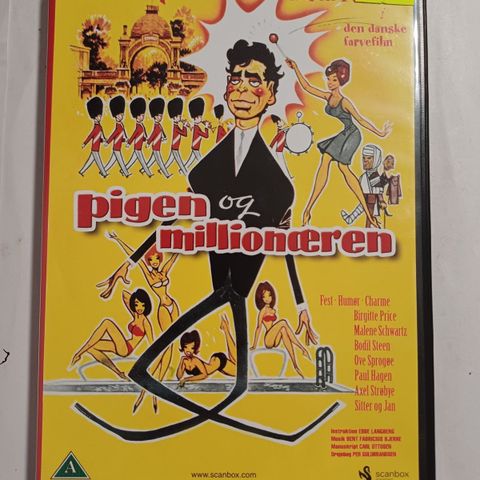 den danske
farvefilm
pigen og
millionæren
Fest · Humør · Charme
Birgitte Price
Malene Schwartz
Bodil Steen
Ove Sprogøe
Paul Hagen
Axel Strøbye
Sitter og Jan
Instruktion EBBE LANGBERG
Musik BENT FABRICIUS BJERRE
Manuskript CARL OTTOSEN
Drejebog PER GULDBRANDSEN
A
www.scanbox.com
scanbox